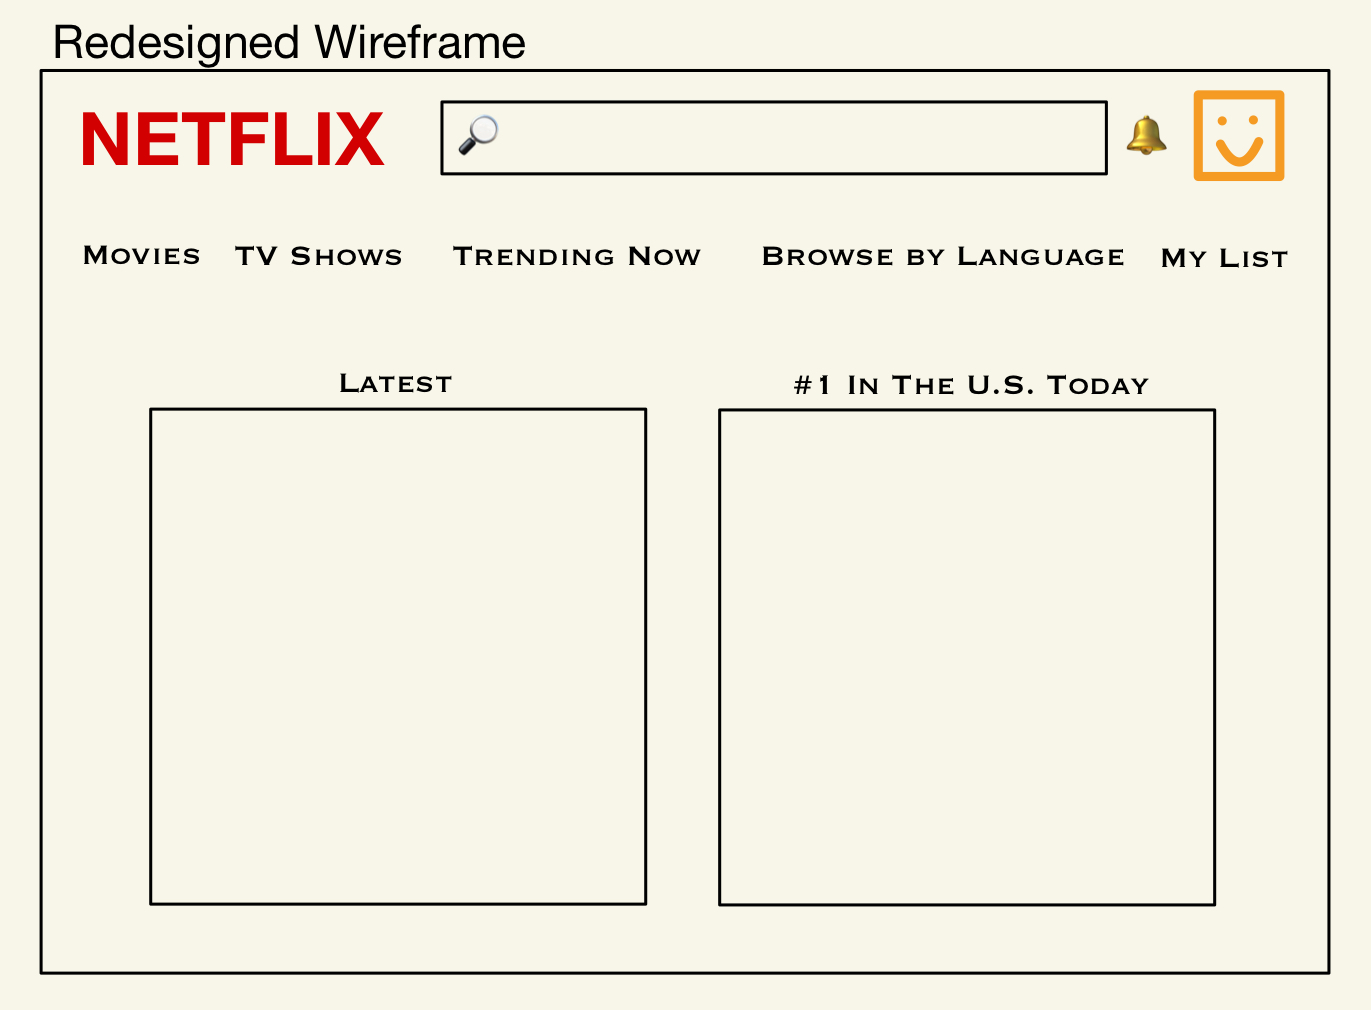 Redesigned Wireframe
NETFLIX
Movies TV Shows Trending Now Browse by Language My List
Latest #1 In The U.S. Today